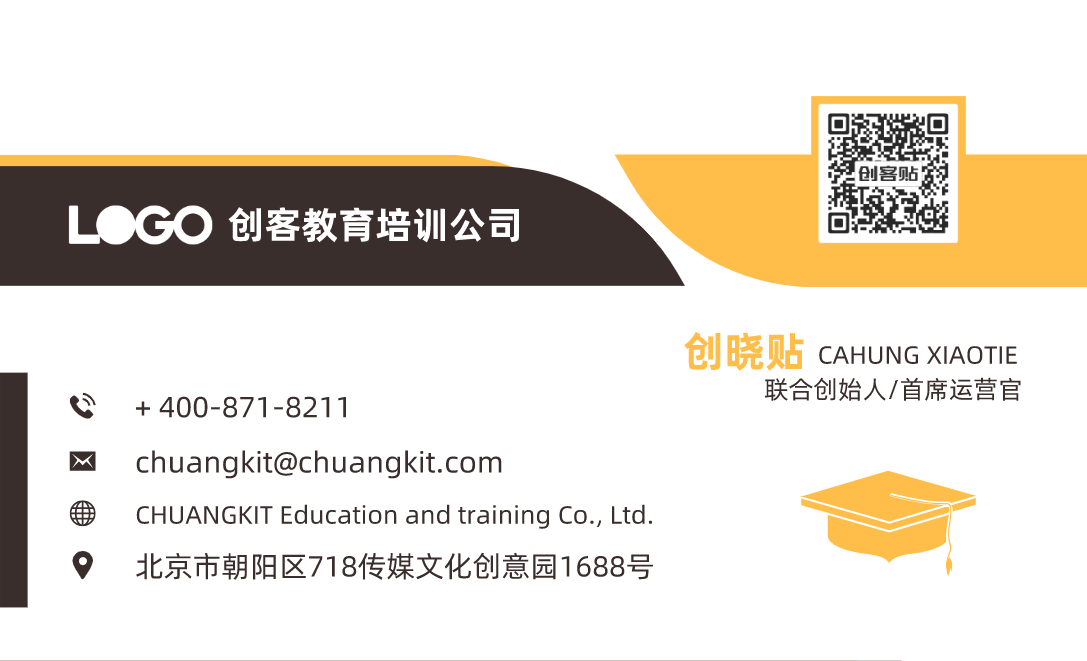 创客贴
LOGO 创客教育培训公司
创晓贴 CAHUNG XIAOTIE
联合创始人/首席运营官
+ 400-871-8211
chuangkit@chuangkit.com
CHUANGKIT Education and training Co., Ltd.
北京市朝阳区718传媒文化创意园1688号